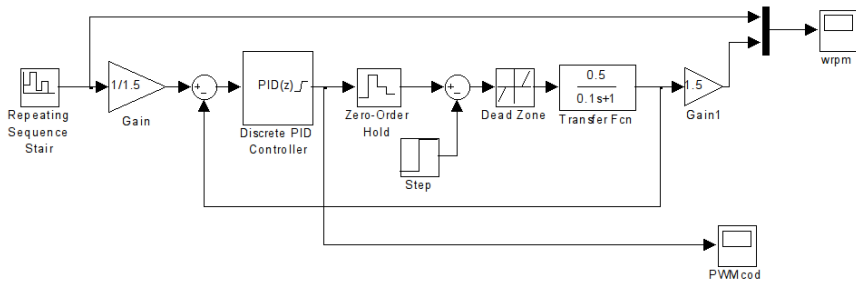 wrpm
1/1.5
PID(z)
0.5
0.1s+1
1.5
Repeating
Sequence
Stair
Gain
Discrete PID
Controller
Zero-Order
Hold
Dead Zone
Transfer Fcn
Gain1
Step
PWMcod